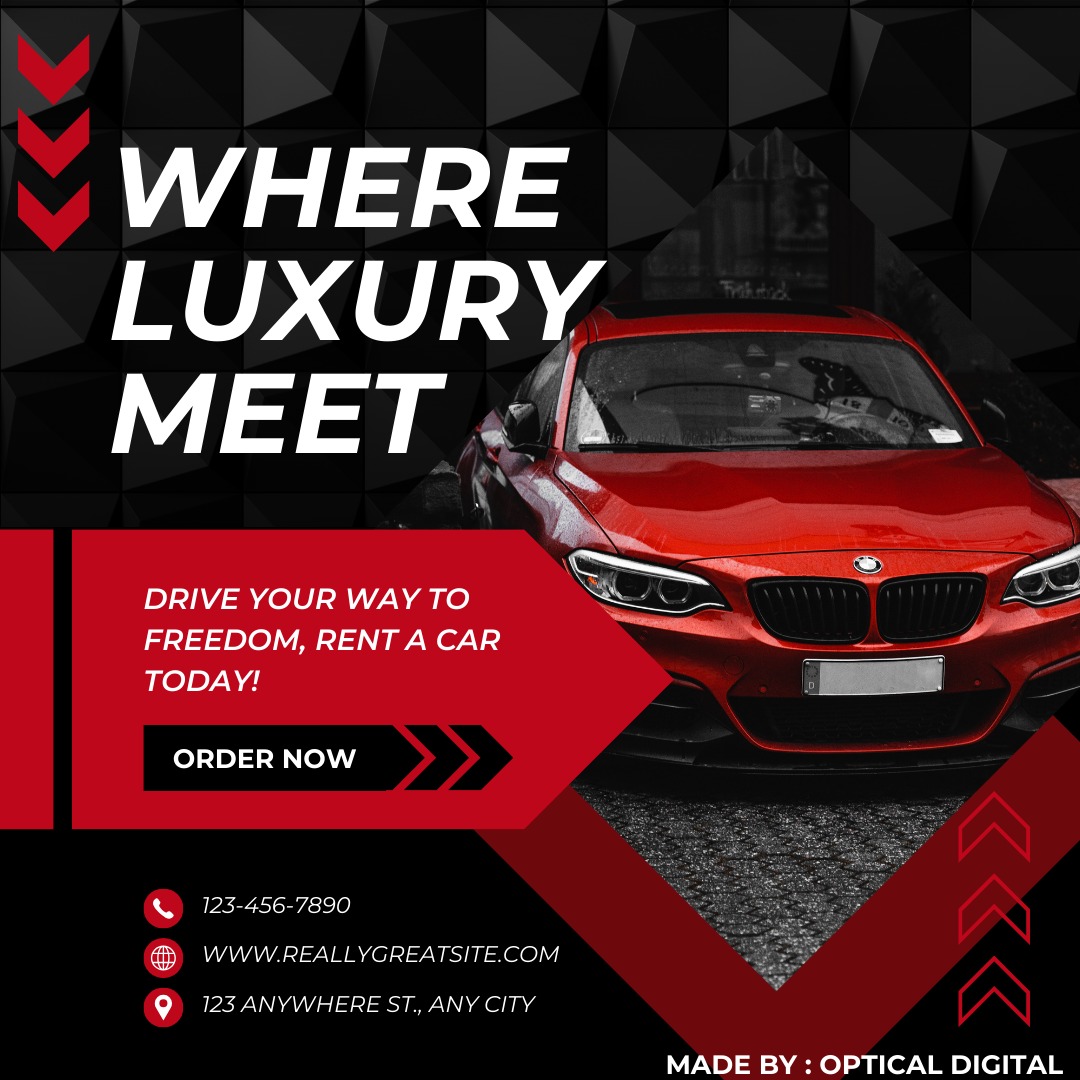 WHERE
LUXURY
MEET
DRIVE YOUR WAY TO
FREEDOM, RENT A CAR
TODAY!
ORDER NOW
123-456-7890
WWW.REALLYGREATSITE.COM
123 ANYWHERE ST., ANY CITY
MADE BY : OPTICAL DIGITAL